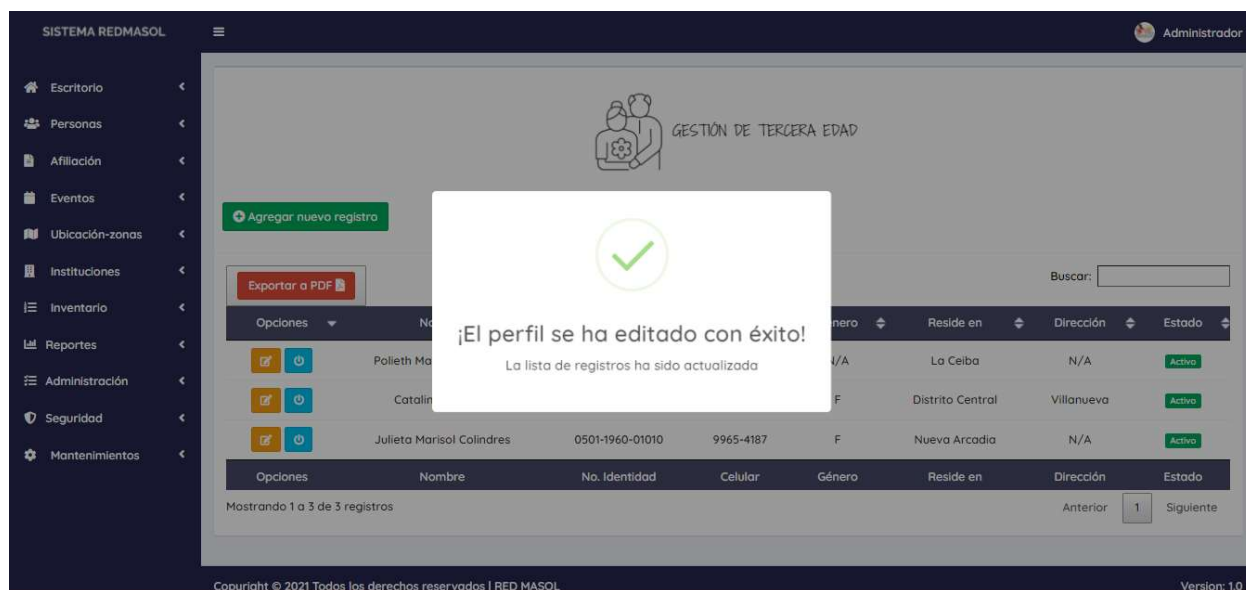 SISTEMA REDMASOL
Administrador
Escritorio
Personas
Afiliación
Eventos
Ubicación-zonas
Instituciones
Inventario
Reportes
Administración
Seguridad
Mantenimientos
GESTIÓN DE TERCERA EDAD
Agregar nuevo registro
Exportar a PDF
Buscar:
¡El perfil se ha editado con éxito!
La lista de registros ha sido actualizada
Opciones Reside en Dirección Estado
Polieth N/A La Ceiba N/A Activo
F Distrito Central Villanueva Activo
Julieta Marisol Colindres 0501-1960-01010 9965-4187 F Nueva Arcadia N/A Activo
Opciones Nombre No. Identidad Celular Género Reside en Dirección Estado
Mostrando 1 a 3 de 3 registros
Anterior 1 Siguiente
Copyright © 2021 Todos los derechos reservados | RED MASOL
Version: 1.0